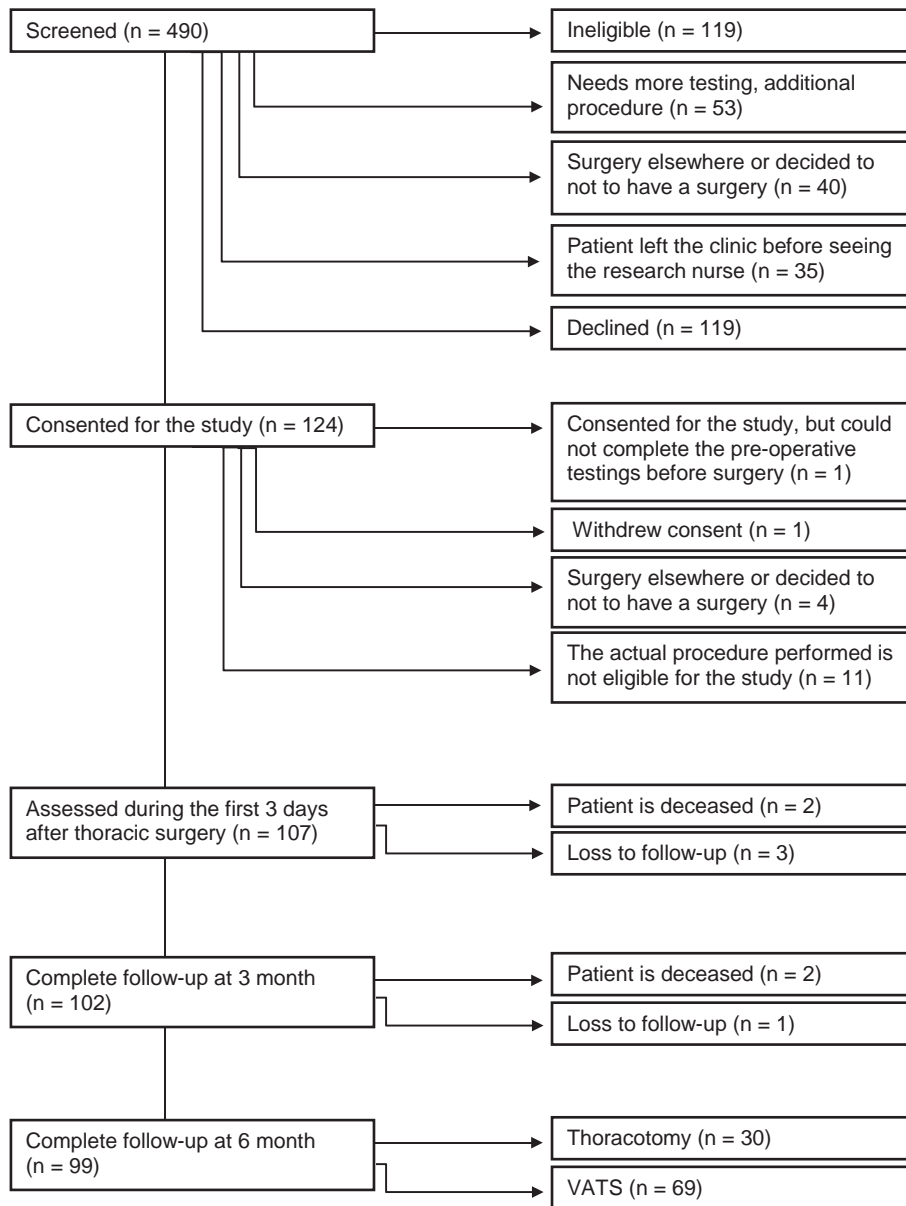 Screened (n = 490)
Ineligible (n = 119)
Needs more testing, additional
procedure (n = 53)
Surgery elsewhere or decided to
not to have a surgery (n = 40)
Patient left the clinic before seeing
the research nurse (n = 35)
Declined (n = 119)
Consented for the study (n = 124)
Consented for the study, but could
not complete the pre-operative
testings before surgery (n = 1)
Withdrew consent (n = 1)
Surgery elsewhere or decided to
not to have a surgery (n = 4)
The actual procedure performed is
not eligible for the study (n = 11)
Assessed during the first 3 days
after thoracic surgery (n = 107)
Patient is deceased (n = 2)
Loss to follow-up (n = 3)
Complete follow-up at 3 month
(n = 102)
Patient is deceased (n = 2)
Loss to follow-up (n = 1)
Complete follow-up at 6 month
(n = 99)
Thoracotomy (n = 30)
VATS (n = 69)